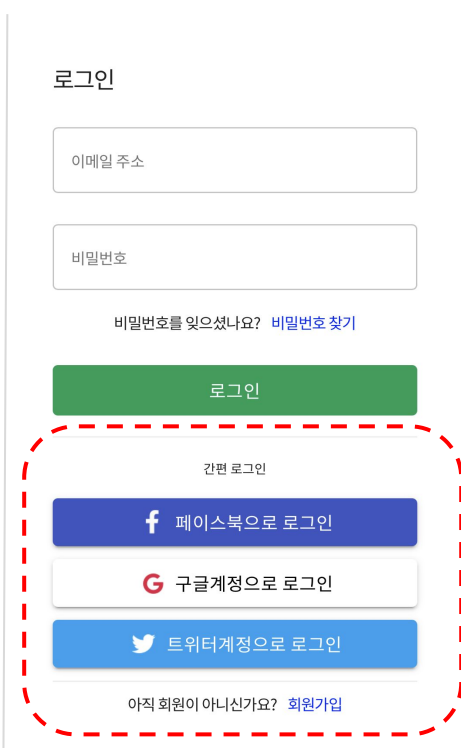 로그인
이메일 주소
비밀번호
비밀번호를 잊으셨나요? 비밀번호 찾기
로그인
간편 로그인
페이스북으로 로그인
구글계정으로 로그인
트위터계정으로 로그인
아직 회원이 아니신가요? 회원가입